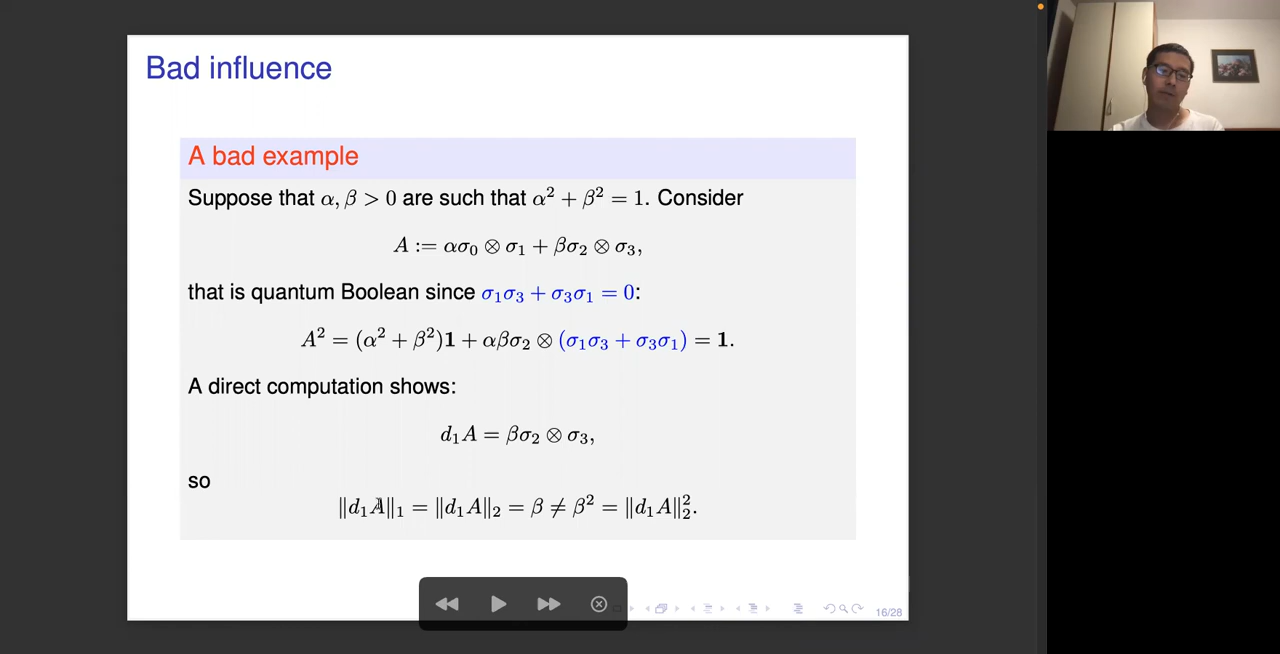 Bad influence
A bad example
Suppose that α, β > 0 are such that α² + β² = 1. Consider
A := ασ₀ ⊗ σ₁ + βσ₂ ⊗ σ₃,
that is quantum Boolean since σ₁σ₃ + σ₃σ₁ = 0:
A² = (α² + β²)𝟏 + αβσ₂ ⊗ (σ₁σ₃ + σ₃σ₁) = 𝟏.
A direct computation shows:
d₁A = βσ₂ ⊗ σ₃,
so
‖d₁A‖₁ = ‖d₁A‖₂ = β ≠ β² = ‖d₁A‖₂².
16/28